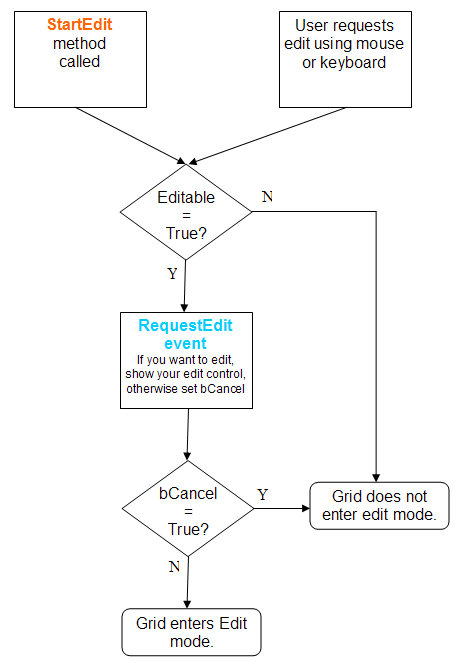 StartEdit
method
called
User requests
edit using mouse
or keyboard
Editable
=
True?
N
Y
RequestEdit
event
If you want to edit,
show your edit control,
otherwise set bCancel
bCancel
=
True?
Y
Grid does not
enter edit mode.
N
Grid enters Edit
mode.